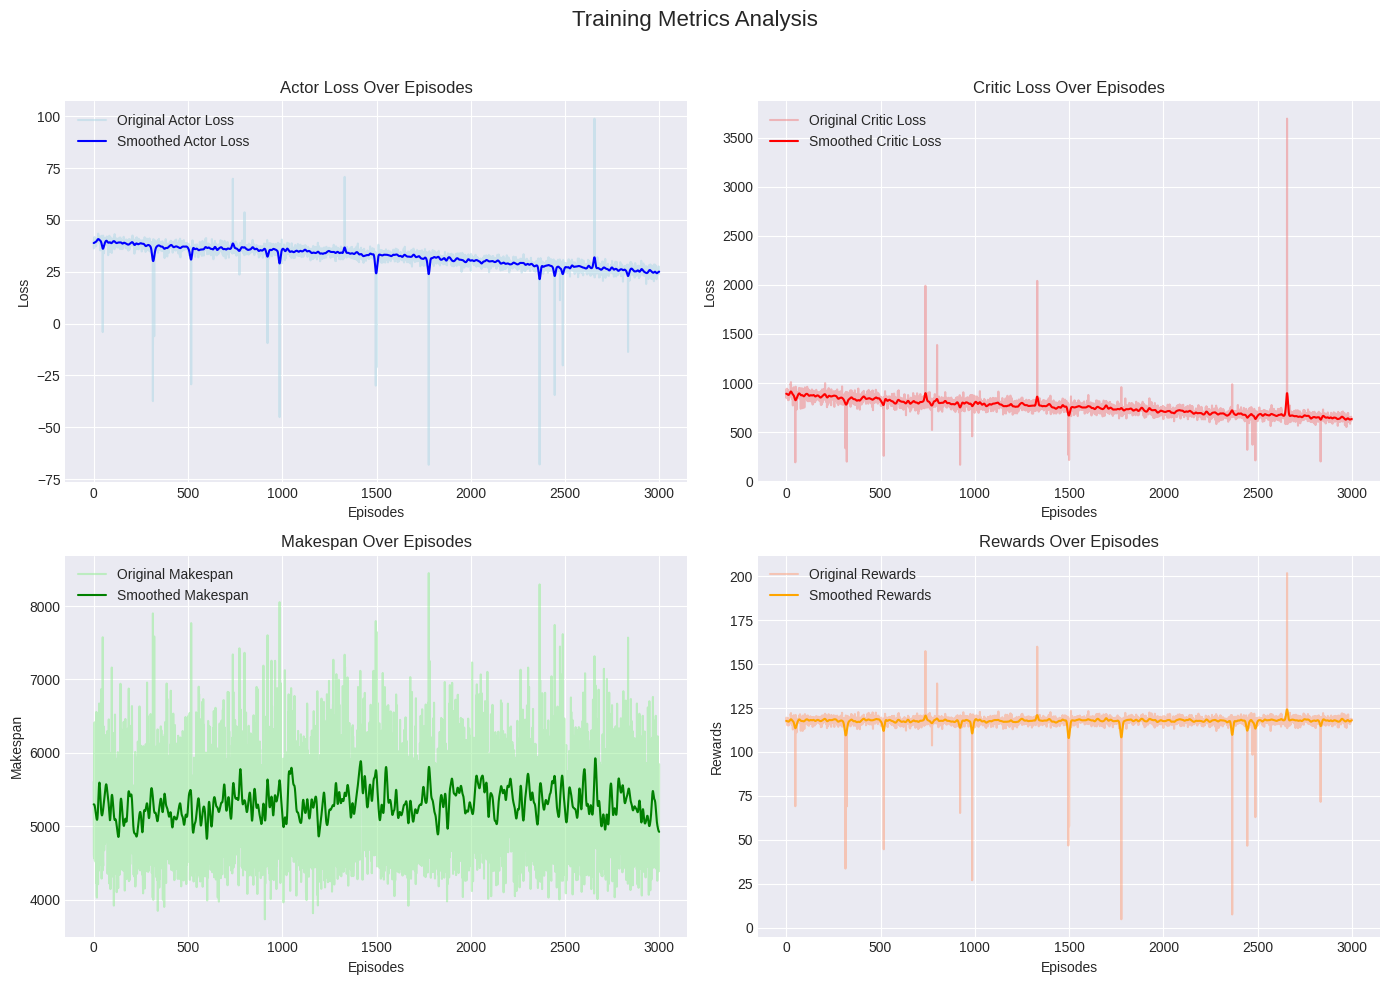 Training Metrics Analysis
Actor Loss Over Episodes
Original Actor Loss
Smoothed Actor Loss
100
75
50
25
0
−25
−50
−75
Loss
0 500 1000 1500 2000 2500 3000
Episodes
Critic Loss Over Episodes
Original Critic Loss
Smoothed Critic Loss
3500
3000
2500
2000
1500
1000
500
0
Loss
0 500 1000 1500 2000 2500 3000
Episodes
Makespan Over Episodes
Original Makespan
Smoothed Makespan
8000
7000
6000
5000
4000
Makespan
0 500 1000 1500 2000 2500 3000
Episodes
Rewards Over Episodes
Original Rewards
Smoothed Rewards
200
175
150
125
100
75
50
25
0
Rewards
0 500 1000 1500 2000 2500 3000
Episodes